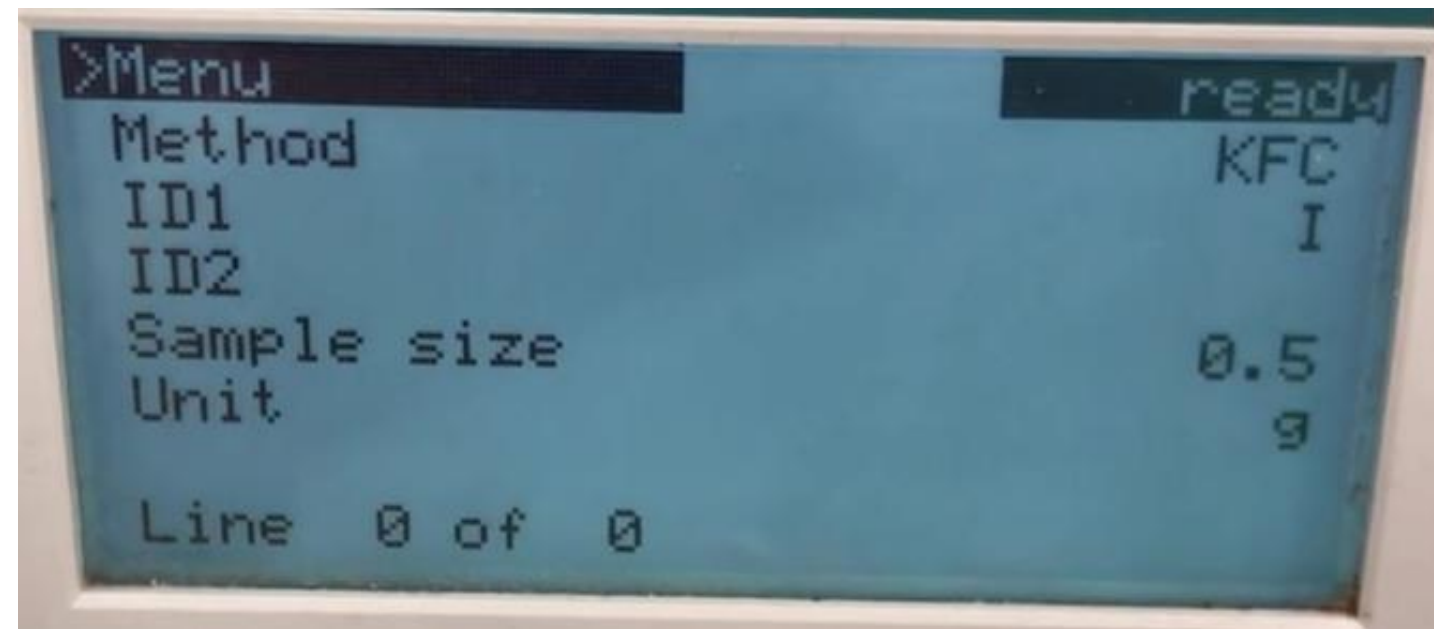 >Menu ready
Method KFC
ID1 I
ID2
Sample size 0.5
Unit g
Line 0 of 0